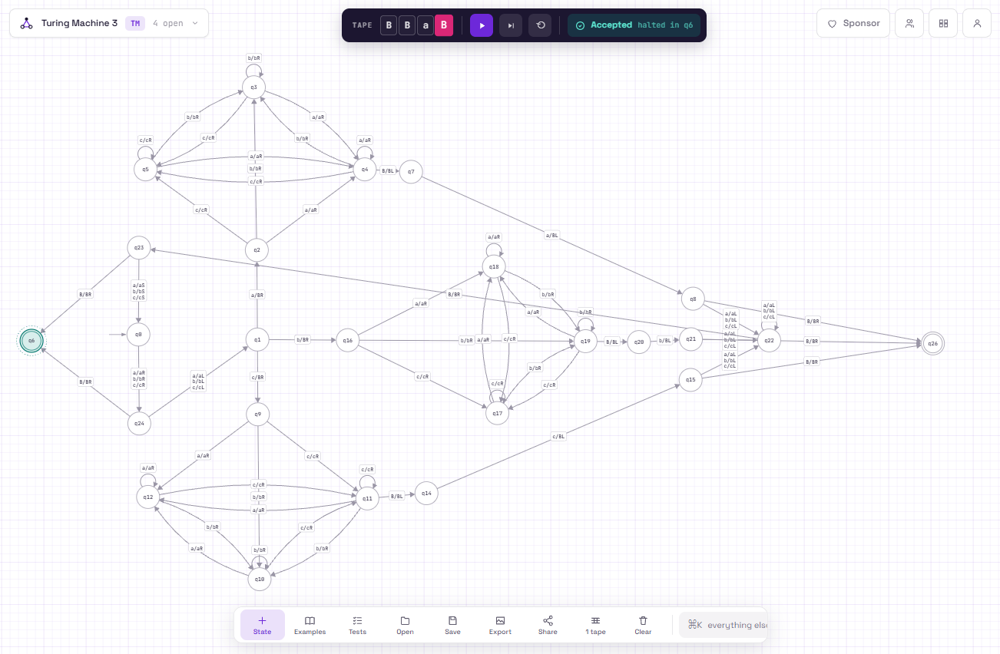 Turing Machine 3 TM 4 open
TAPE B B a B Accepted halted in q6
Sponsor
b/bR
q3
b/bR
a/aR
c/cR
b/bR
c/cR
a/aR
a/aR
q5
b/bR
q4
B/BL
q7
c/cR
c/cR
a/aR
a/BL
q23
q2
a/aR
q18
a/aS
b/bS
c/cS
B/BR
a/BR
B/BR
a/aR
b/bR
q8
a/aR
b/bR
a/aL
b/bL
c/cL
a/aL
b/bL
c/cL
B/BR
q6
q0
q1
b/BR
q16
b/bR
a/aR
c/cR
q19
B/BL
q20
b/BL
q21
a/aL
b/bL
c/cL
q22
B/BR
q26
a/aL
b/bL
c/cL
B/BR
a/aR
b/bR
c/cR
B/BR
a/aL
b/bL
c/cL
c/BR
c/cR
b/bR
c/cR
c/cR
q15
q24
q9
q17
c/BL
a/aR
c/cR
a/aR
c/cR
c/cR
q12
b/bR
q11
B/BL
q14
a/aR
b/bR
c/cR
a/aR
b/bR
b/bR
q10
State Examples Tests Open Save Export Share 1 tape Clear ⌘K everything else